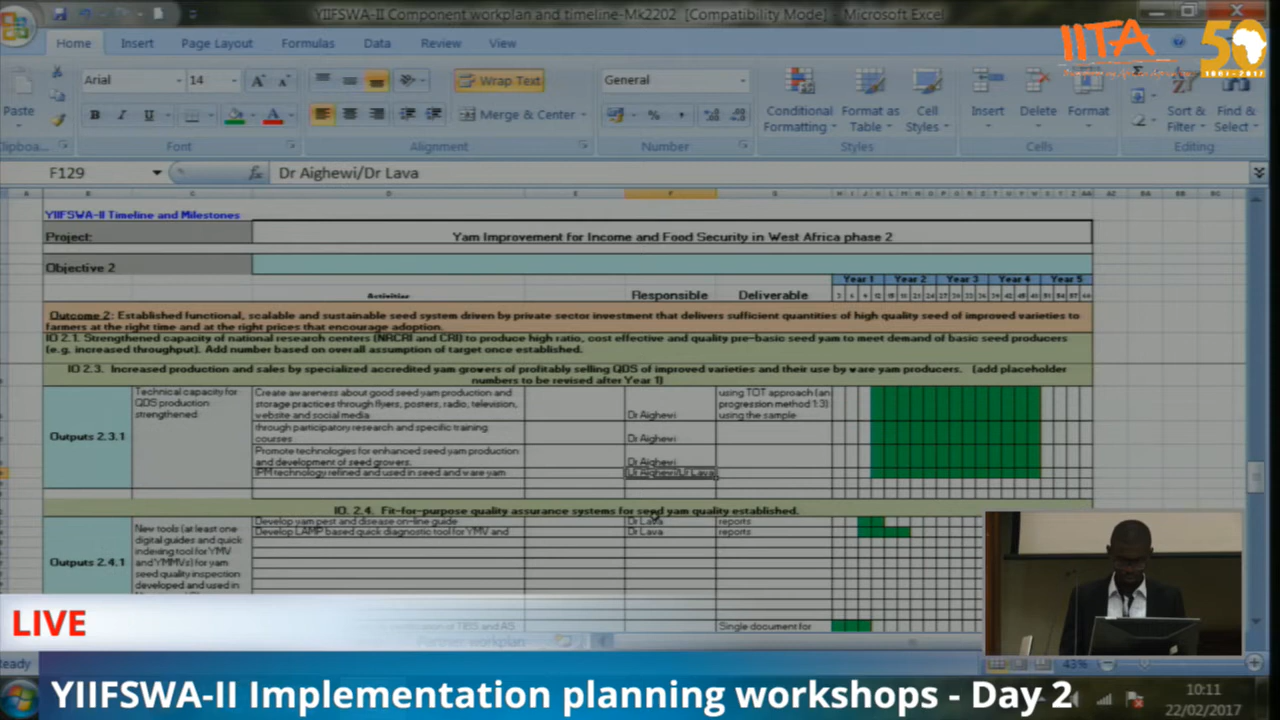 YIIFSWA-II Component workplan and timeline-Mk2202 [Compatibility Mode] - Microsoft Excel
IITA 50
1967-2017
Home Insert Page Layout Formulas Data Review View
Paste
Arial 14
Wrap Text
General
Merge & Center
Conditional Formatting
Format as Table
Cell Styles
Insert Delete Format
Sort & Filter
Find & Select
Font Alignment Number Styles Cells Editing
F129
fx Dr Aighewi/Dr Lava
YIIFSWA-II Timeline and Milestones
Project:
Yam Improvement for Income and Food Security in West Africa phase 2
Objective 2
Year 1 Year 2 Year 3 Year 4 Year 5
Activities Responsible Deliverable
Outcome 2: Established functional, scalable and sustainable seed system driven by private sector investment that delivers sufficient quantities of high quality seed of improved varieties to
farmers at the right time and at the right prices that encourage adoption.
IO 2.1. Strengthened capacity of national research centers (NRCRI and CRI) to produce high ratio, cost effective and quality pre-basic seed yam to meet demand of basic seed producers
(e.g. increased throughput). Add number based on overall assumption of target once established.
IO 2.3. Increased production and sales by specialized accredited yam growers of profitably selling QDS of improved varieties and their use by ware yam producers. (add placeholder
numbers to be revised after Year 1)
Outputs 2.3.1
Technical capacity for
QDS production
strengthened
Create awareness about good seed yam production and
storage practices through flyers, posters, radio, television,
website and social media
Dr Aighewi
using TOT approach (an
progression method 1:3)
using the sample
through participatory research and specific training
courses
Dr Aighewi
Promote technologies for enhanced seed yam production
and development of seed growers.
Dr Aighewi
IPM technology refined and used in seed and ware yam
Dr Aighewi/Dr Lava
IO. 2.4. Fit-for-purpose quality assurance systems for seed yam quality established.
Outputs 2.4.1
New tools (at least one
digital guides and quick
indexing tool for YMV
and YMMVs) for yam
seed quality inspection
developed and used in
Develop yam pest and disease on-line guide
Dr Lava
reports
Develop LAMP based quick diagnostic tool for YMV and
Dr Lava
reports
of TIBS and AS
Single document for
LIVE
Partner workplan
Ready
43%
YIIFSWA-II Implementation planning workshops - Day 2
10:11
22/02/2017